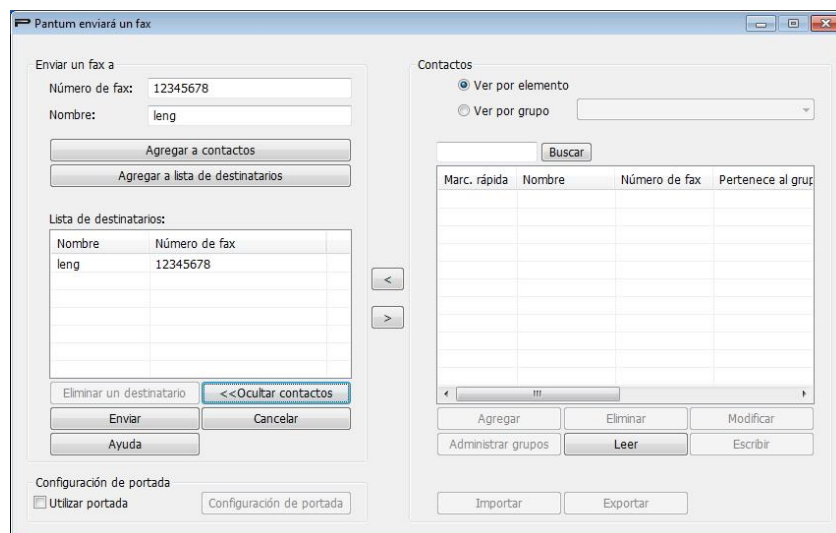 Pantum enviará un fax
Enviar un fax a
Número de fax: 12345678
Nombre: leng
Agregar a contactos
Agregar a lista de destinatarios
Lista de destinatarios:
Nombre Número de fax
leng 12345678
Eliminar un destinatario <<Ocultar contactos
Enviar Cancelar
Ayuda
Configuración de portada
Utilizar portada Configuración de portada
<
>
Contactos
Ver por elemento
Ver por grupo
Buscar
Marc. rápida Nombre Número de fax Pertenece al grup
Agregar Eliminar Modificar
Administrar grupos Leer Escribir
Importar Exportar